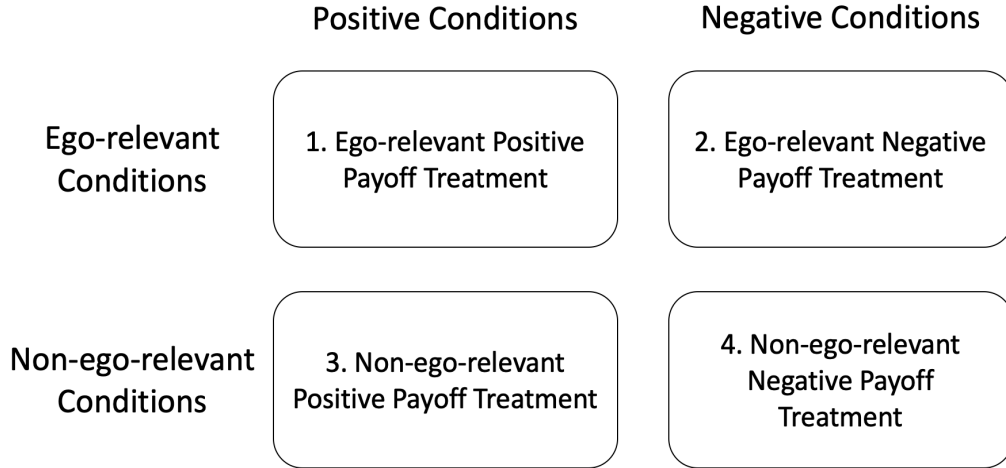 Positive Conditions
Negative Conditions
Ego-relevant
Conditions
1. Ego-relevant Positive
Payoff Treatment
2. Ego-relevant Negative
Payoff Treatment
Non-ego-relevant
Conditions
3. Non-ego-relevant
Positive Payoff Treatment
4. Non-ego-relevant
Negative Payoff
Treatment